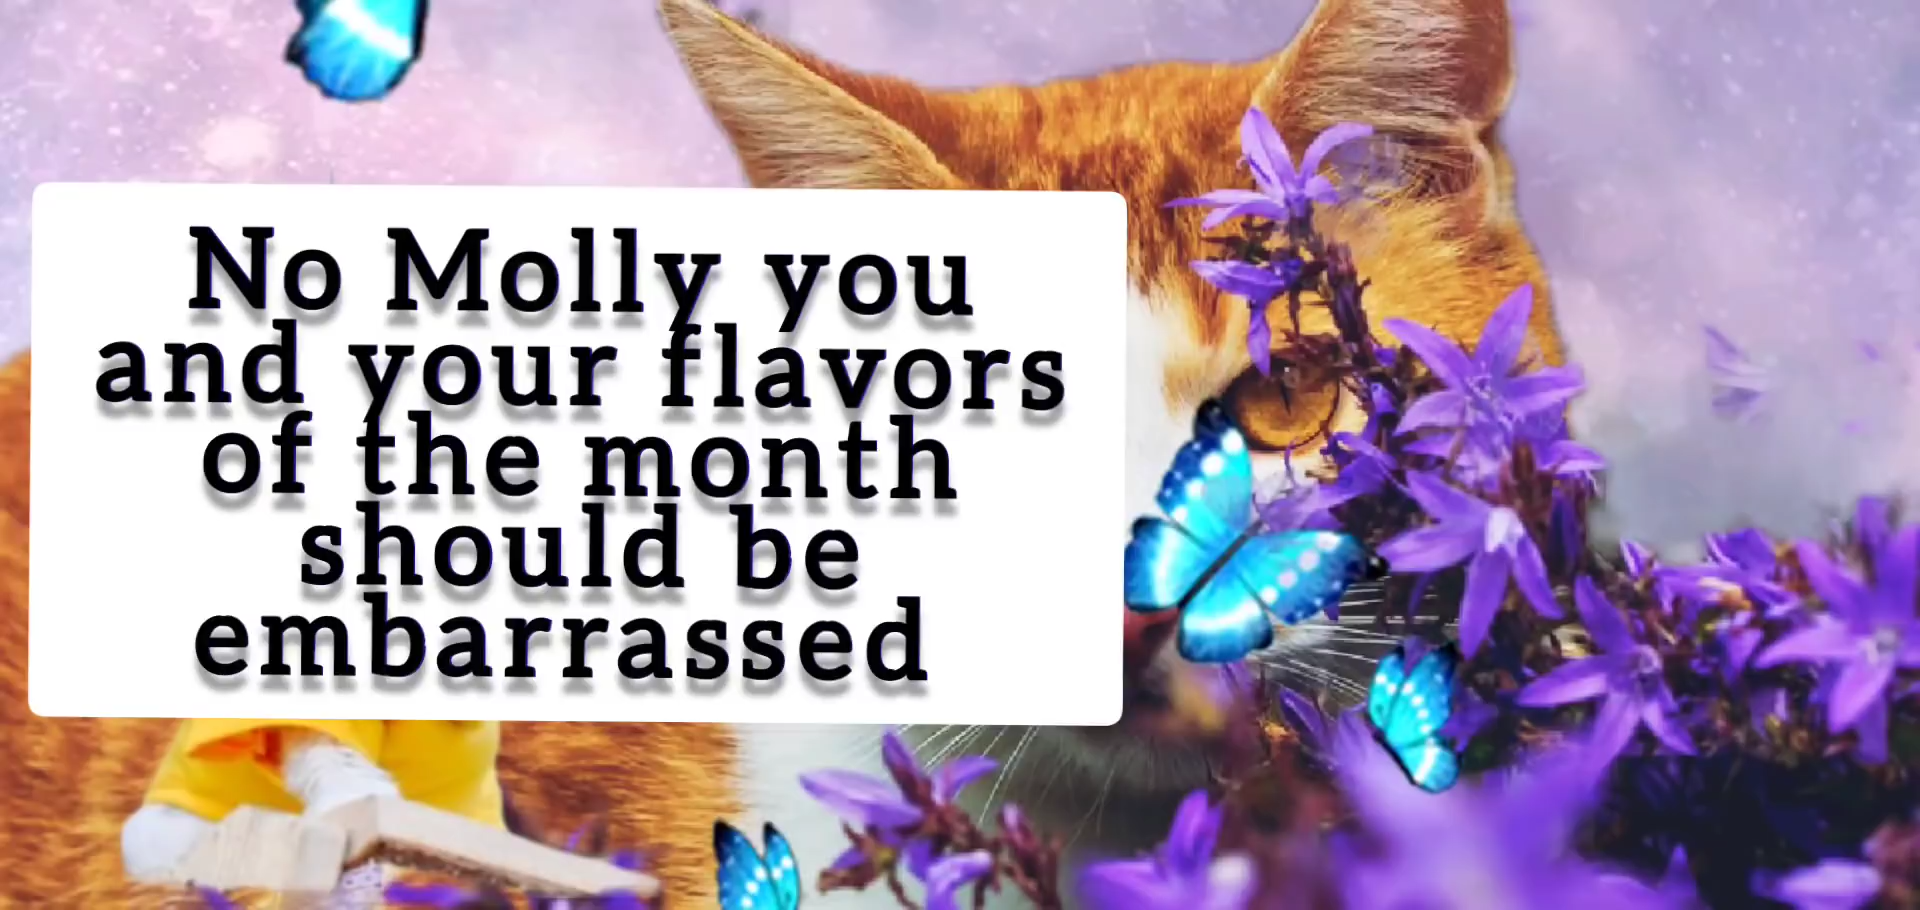 No Molly you
and your flavors
of the month
should be
embarrassed